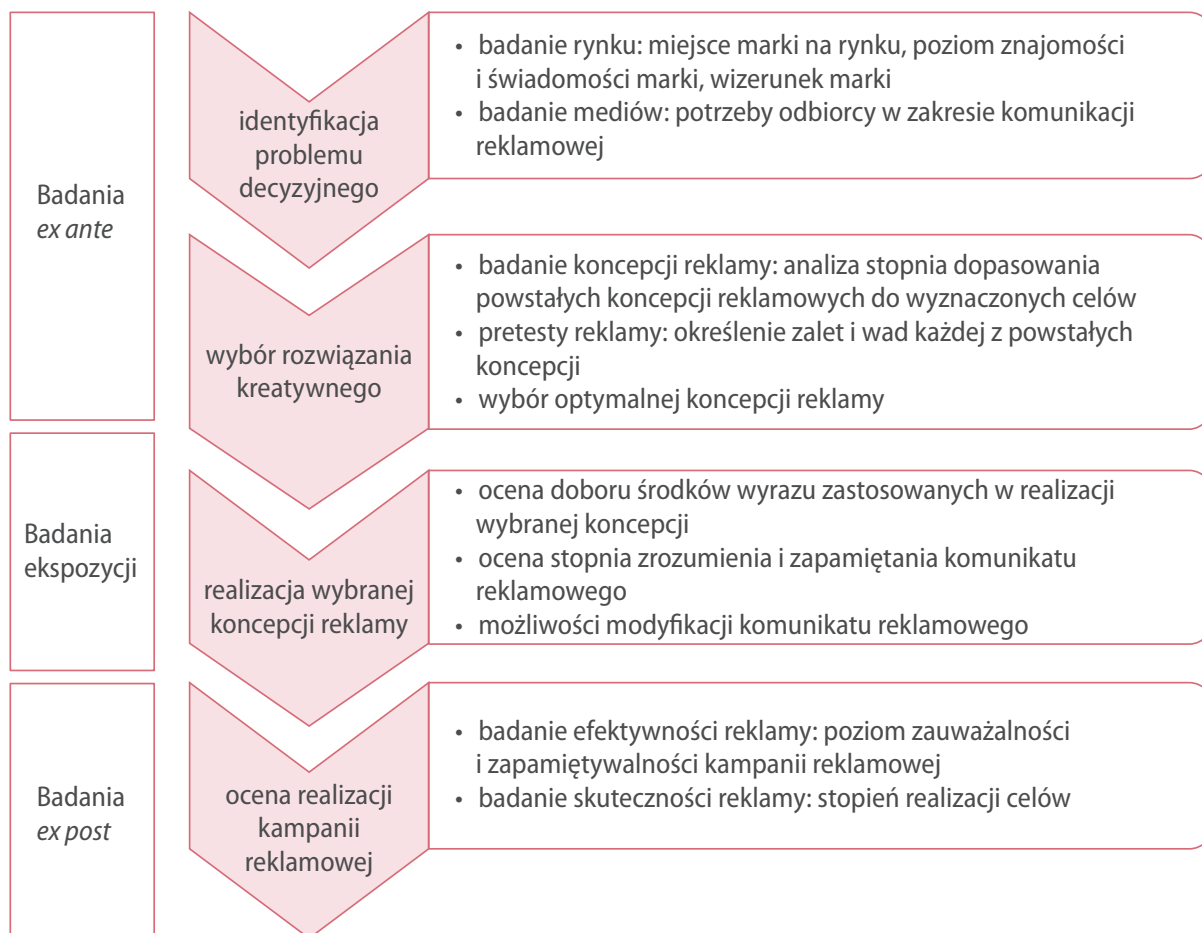 Badania
ex ante
identyfikacja
problemu
decyzyjnego
• badanie rynku: miejsce marki na rynku, poziom znajomości
i świadomości marki, wizerunek marki
• badanie mediów: potrzeby odbiorcy w zakresie komunikacji
reklamowej
wybór rozwiązania
kreatywnego
• badanie koncepcji reklamy: analiza stopnia dopasowania
powstałych koncepcji reklamowych do wyznaczonych celów
• pretesty reklamy: określenie zalet i wad każdej z powstałych
koncepcji
• wybór optymalnej koncepcji reklamy
Badania
ekspozycji
realizacja wybranej
koncepcji reklamy
• ocena doboru środków wyrazu zastosowanych w realizacji
wybranej koncepcji
• ocena stopnia zrozumienia i zapamiętania komunikatu
reklamowego
• możliwości modyfikacji komunikatu reklamowego
Badania
ex post
ocena realizacji
kampanii
reklamowej
• badanie efektywności reklamy: poziom zauważalności
i zapamiętywalności kampanii reklamowej
• badanie skuteczności reklamy: stopień realizacji celów